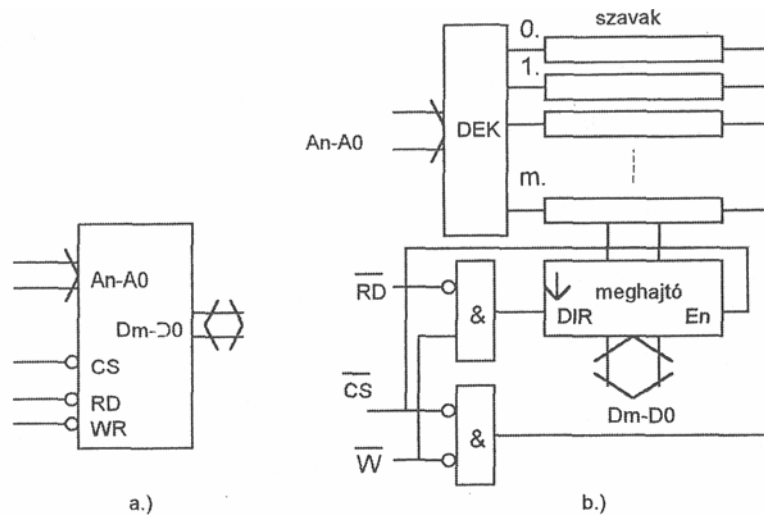 An-A0
Dm-D0
CS
RD
WR
a.)
szavak
0.
1.
m.
An-A0
DEK
RD
&
meghajtó
DIR
En
CS
Dm-D0
W
&
b.)